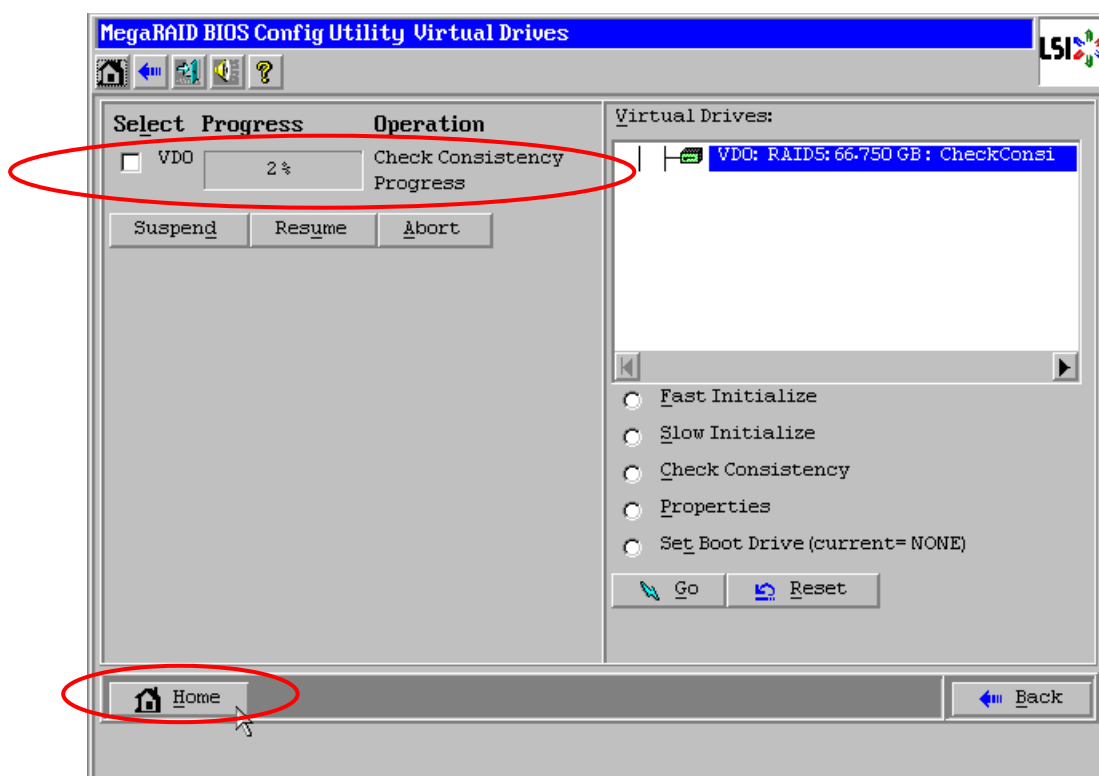 MegaRAID BIOS Config Utility Virtual Drives
LSI
Select Progress Operation
VD0 2% Check Consistency
Progress
Suspend Resume Abort
Virtual Drives:
VD0: RAID5: 66.750 GB : CheckConsi
Fast Initialize
Slow Initialize
Check Consistency
Properties
Set Boot Drive (current= NONE)
Go Reset
Home
Back